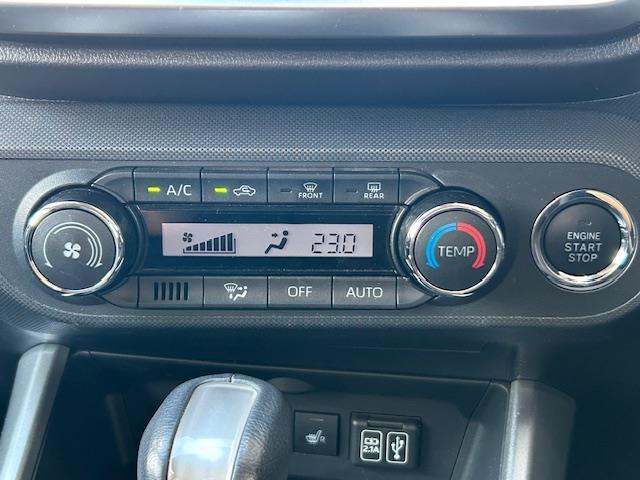 A/C
FRONT
REAR
23.0
TEMP
ENGINE
START
STOP
OFF
AUTO
R
2.1A